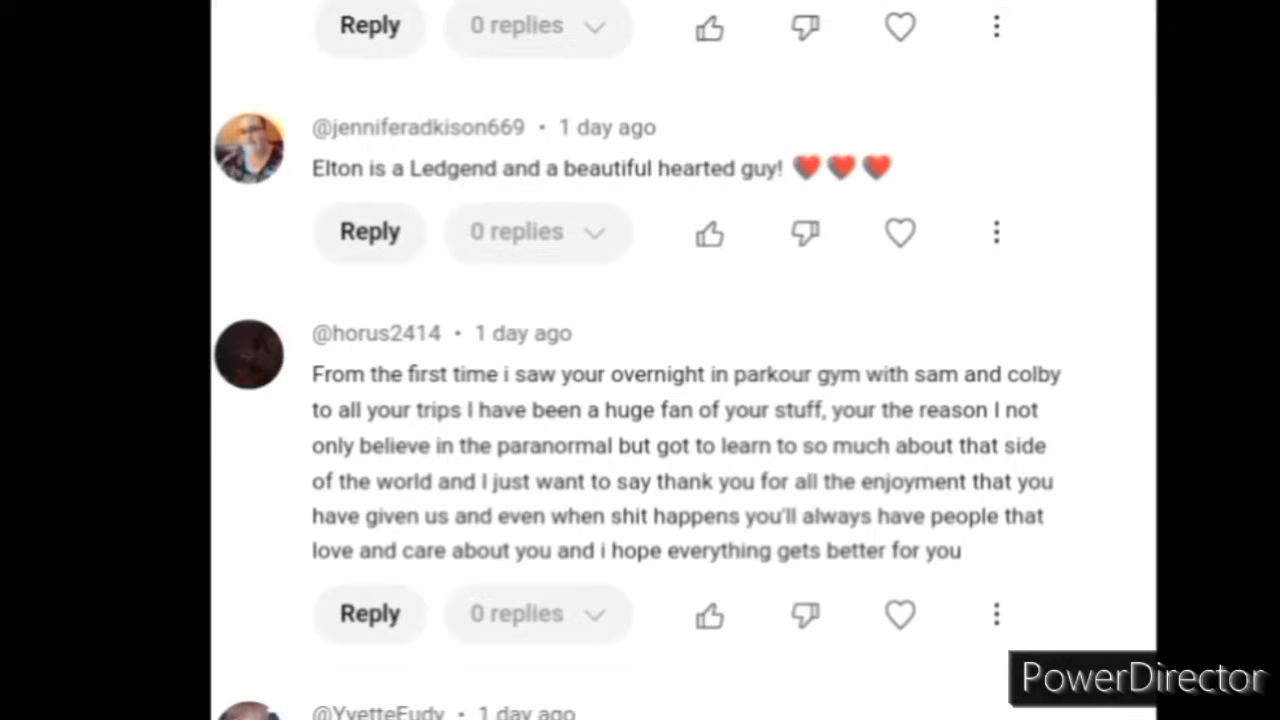 Reply 0 replies
@jenniferadkison669 • 1 day ago
Elton is a Ledgend and a beautiful hearted guy! ❤❤❤
Reply 0 replies
@horus2414 • 1 day ago
From the first time i saw your overnight in parkour gym with sam and colby
to all your trips I have been a huge fan of your stuff, your the reason I not
only believe in the paranormal but got to learn to so much about that side
of the world and I just want to say thank you for all the enjoyment that you
have given us and even when shit happens you'll always have people that
love and care about you and i hope everything gets better for you
Reply 0 replies
PowerDirector
@YvetteEudy • 1 day ago